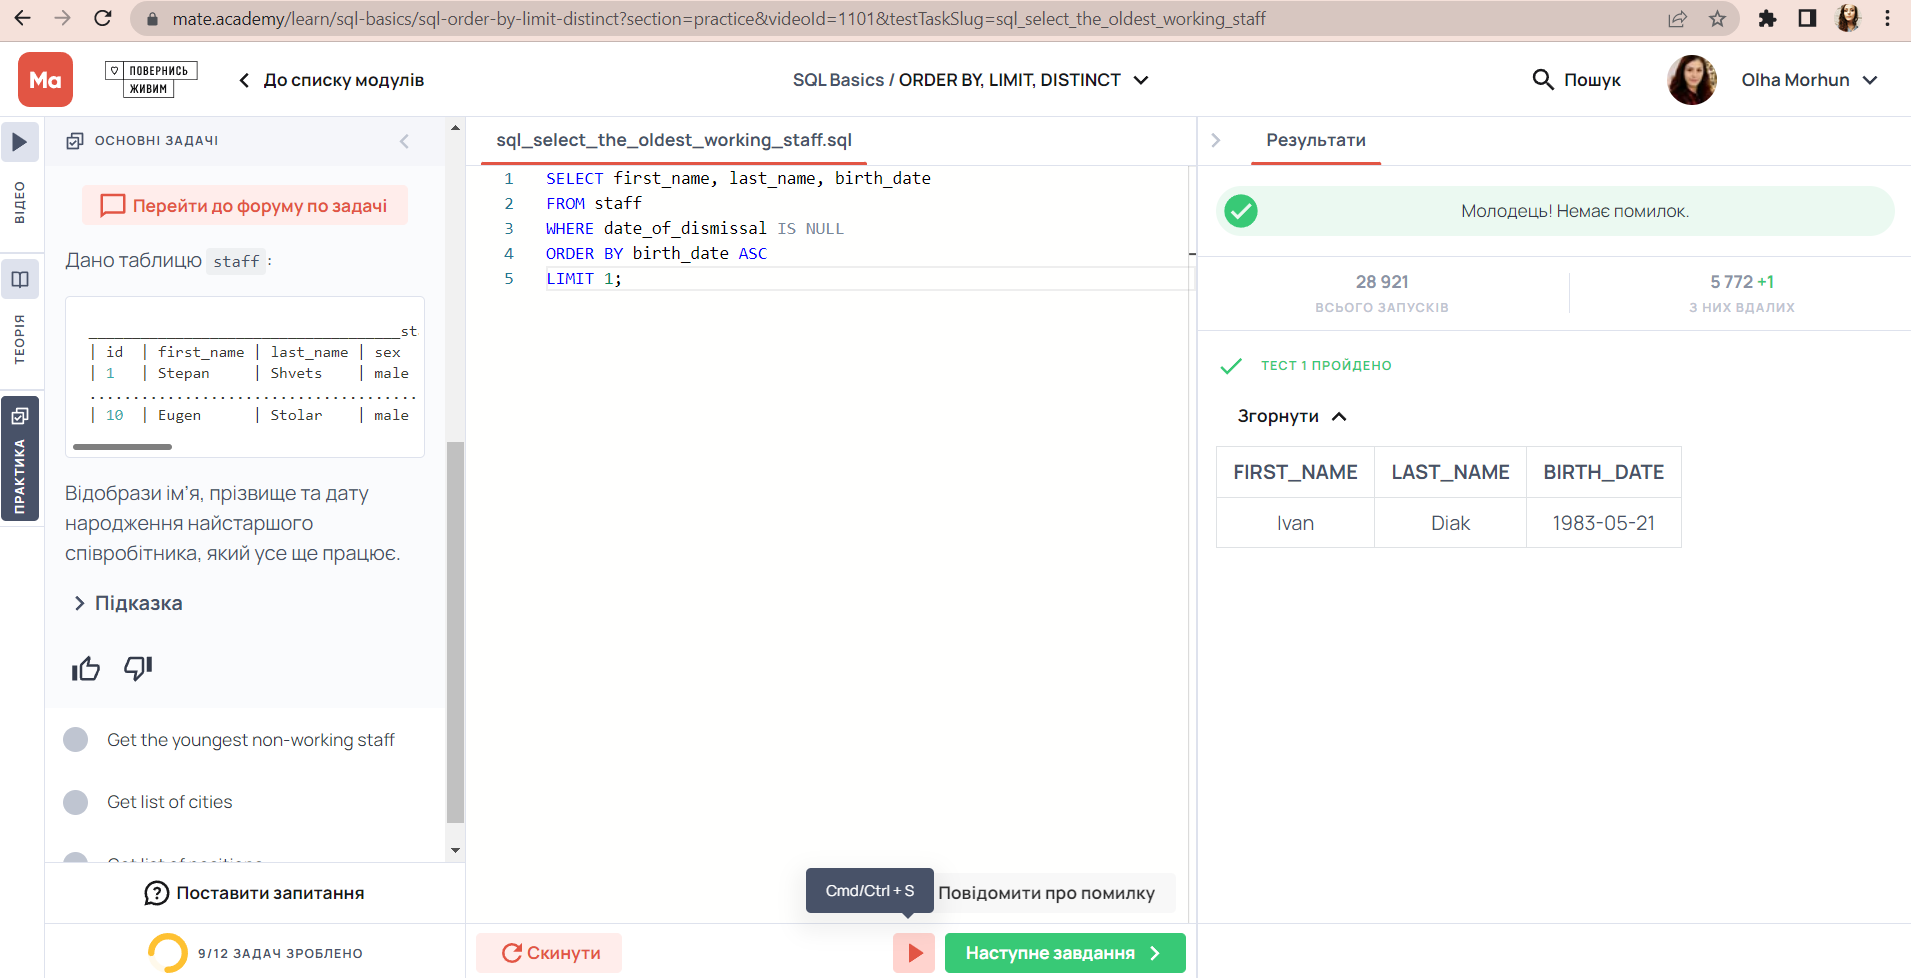 mate.academy/learn/sql-basics/sql-order-by-limit-distinct?section=practice&videoId=1101&testTaskSlug=sql_select_the_oldest_working_staff
Ma
ПОВЕРНИСЬ
ЖИВИМ
До списку модулів
SQL Basics / ORDER BY, LIMIT, DISTINCT
Пошук
Olha Morhun
ВІДЕО
ТЕОРІЯ
ПРАКТИКА
ОСНОВНІ ЗАДАЧІ
Перейти до форуму по задачі
Дано таблицю staff :
____________________________________st
| id | first_name | last_name | sex
| 1 | Stepan | Shvets | male
......................................
| 10 | Eugen | Stolar | male
Відобрази ім’я, прізвище та дату
народження найстаршого
співробітника, який усе ще працює.
Підказка
Get the youngest non-working staff
Get list of cities
Поставити запитання
9/12 ЗАДАЧ ЗРОБЛЕНО
sql_select_the_oldest_working_staff.sql
1 SELECT first_name, last_name, birth_date
2 FROM staff
3 WHERE date_of_dismissal IS NULL
4 ORDER BY birth_date ASC
5 LIMIT 1;
Cmd/Ctrl + S
Повідомити про помилку
Скинути
Наступне завдання
Результати
Молодець! Немає помилок.
28 921
ВСЬОГО ЗАПУСКІВ
5 772 +1
З НИХ ВДАЛИХ
ТЕСТ 1 ПРОЙДЕНО
Згорнути
FIRST_NAME LAST_NAME BIRTH_DATE
Ivan Diak 1983-05-21